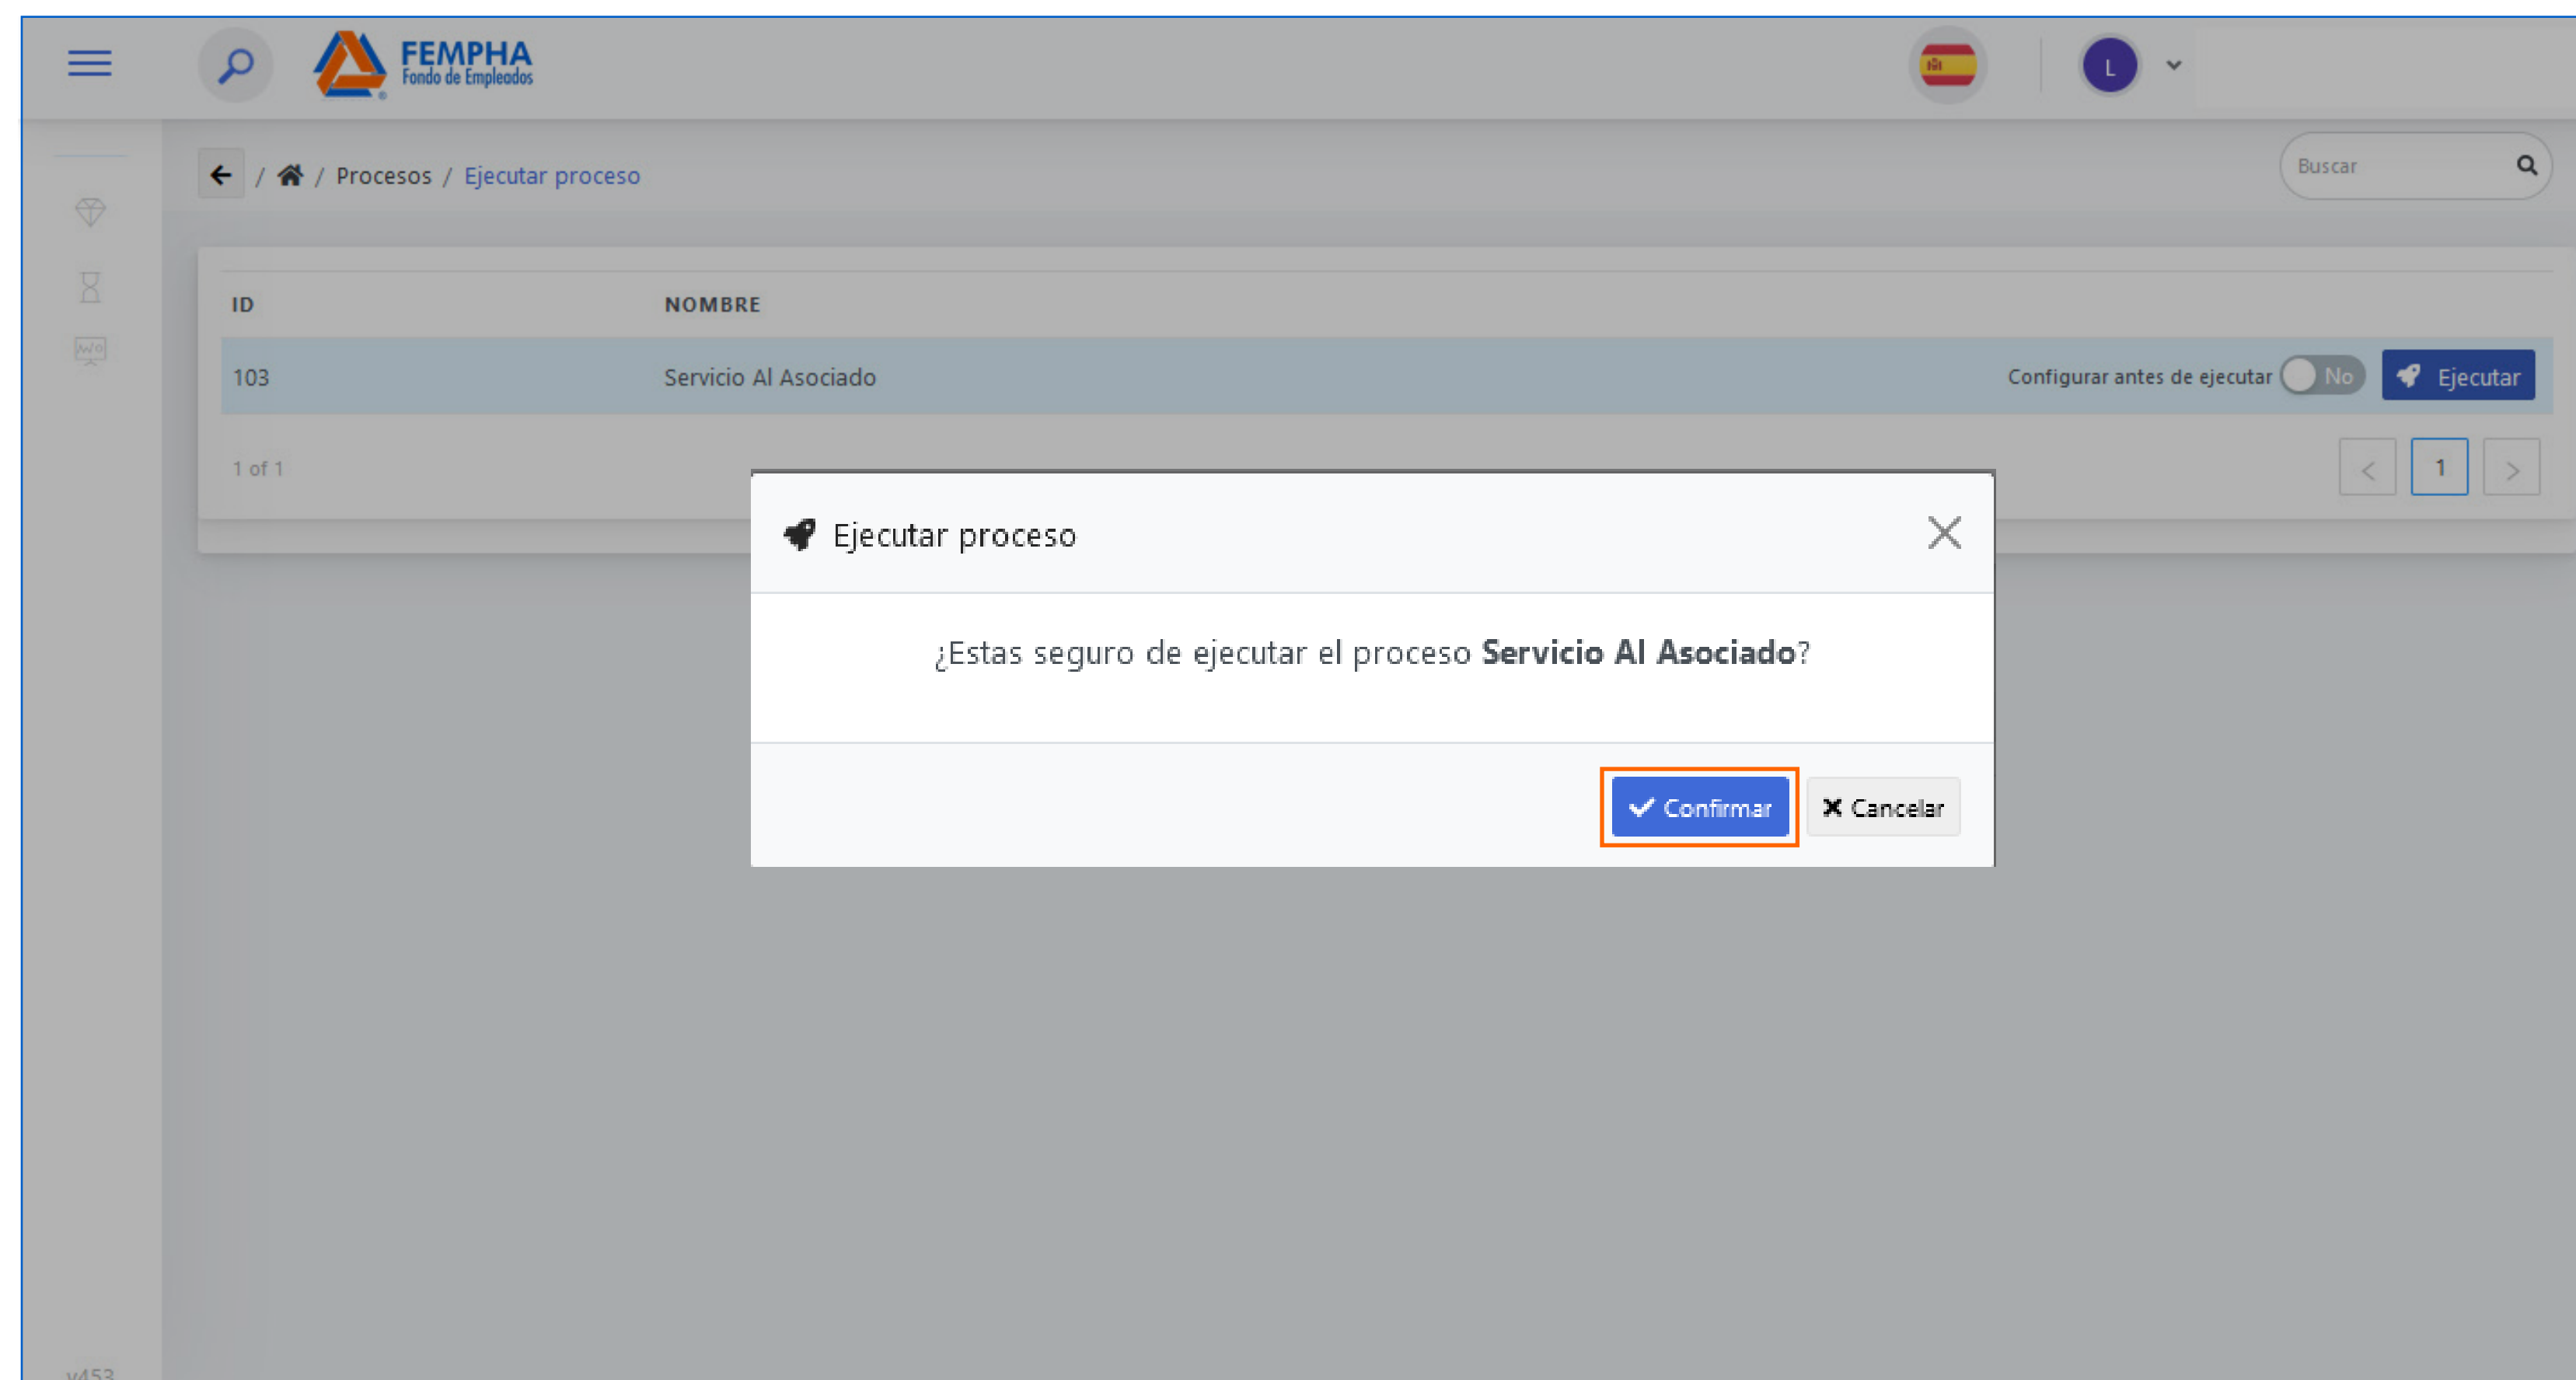 FEMPHA
Fondo de Empleados
L
/ / Procesos / Ejecutar proceso
Buscar
ID NOMBRE
103 Servicio Al Asociado Configurar antes de ejecutar No Ejecutar
1 of 1 < 1 >
Ejecutar proceso
¿Estas seguro de ejecutar el proceso Servicio Al Asociado?
Confirmar Cancelar
v453